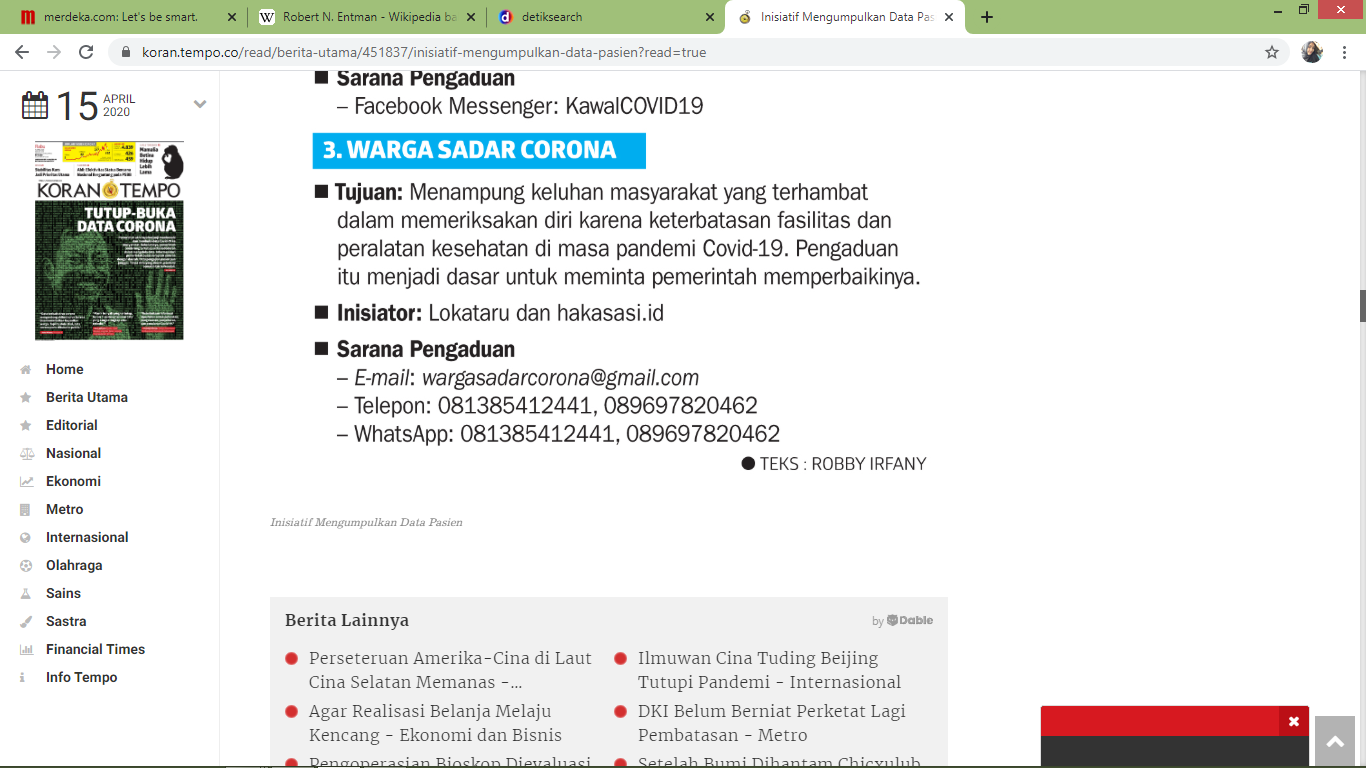 merdeka.com: Let's be smart.
Robert N. Entman - Wikipedia ba
detiksearch
Inisiatif Mengumpulkan Data Pas
koran.tempo.co/read/berita-utama/451837/inisiatif-mengumpulkan-data-pasien?read=true
15 APRIL
2020
KORAN TEMPO
TUTUP-BUKA
DATA CORONA
Home
Berita Utama
Editorial
Nasional
Ekonomi
Metro
Internasional
Olahraga
Sains
Sastra
Financial Times
Info Tempo
■ Sarana Pengaduan
– Facebook Messenger: KawalCOVID19
3. WARGA SADAR CORONA
■ Tujuan: Menampung keluhan masyarakat yang terhambat
dalam memeriksakan diri karena keterbatasan fasilitas dan
peralatan kesehatan di masa pandemi Covid-19. Pengaduan
itu menjadi dasar untuk meminta pemerintah memperbaikinya.
■ Inisiator: Lokataru dan hakasasi.id
■ Sarana Pengaduan
– E-mail: wargasadarcorona@gmail.com
– Telepon: 081385412441, 089697820462
– WhatsApp: 081385412441, 089697820462
● TEKS : ROBBY IRFANY
Inisiatif Mengumpulkan Data Pasien
Berita Lainnya
by Dable
Perseteruan Amerika-Cina di Laut
Cina Selatan Memanas -...
Agar Realisasi Belanja Melaju
Kencang - Ekonomi dan Bisnis
Pengoperasian Bioskop Dievaluasi
Ilmuwan Cina Tuding Beijing
Tutupi Pandemi - Internasional
DKI Belum Berniat Perketat Lagi
Pembatasan - Metro
Setelah Bumi Dihantam Chicxulub